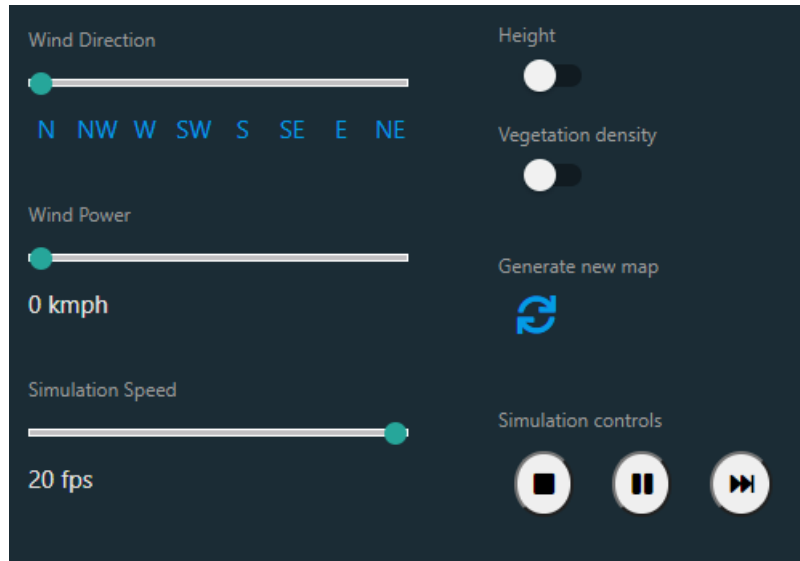 Wind Direction
N NW W SW S SE E NE
Wind Power
0 kmph
Simulation Speed
20 fps
Height
Vegetation density
Generate new map
Simulation controls